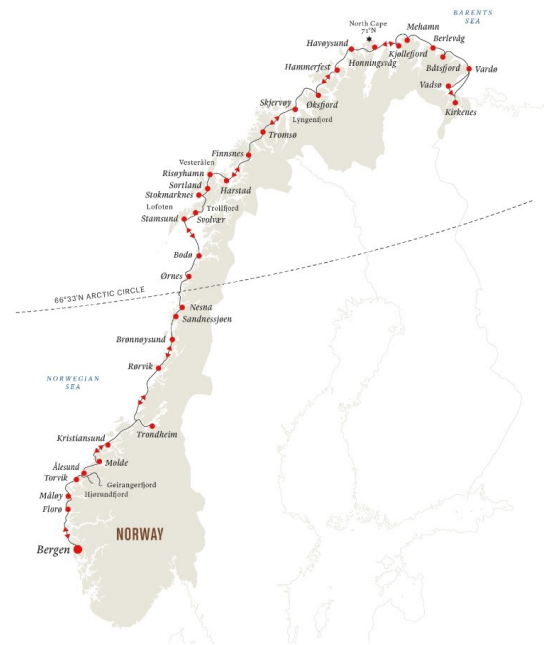 BARENTS
SEA
North Cape
71°N
Mehamn
Berlevåg
Havøysund
Kjøllefjord
Honningsvåg
Båtsfjord
Vardø
Hammerfest
Vadsø
Kirkenes
Øksfjord
Skjervøy
Lyngenfjord
Tromsø
Finnsnes
Vesterålen
Risøyhamn
Harstad
Sortland
Stokmarknes
Lofoten
Trollfjord
Stamsund
Svolvær
Bodø
Ørnes
66°33'N ARCTIC CIRCLE
Nesna
Sandnessjøen
Brønnøysund
Rørvik
NORWEGIAN
SEA
Trondheim
Kristiansund
Molde
Ålesund
Torvik
Geirangerfjord
Hjørundfjord
Måløy
Florø
NORWAY
Bergen